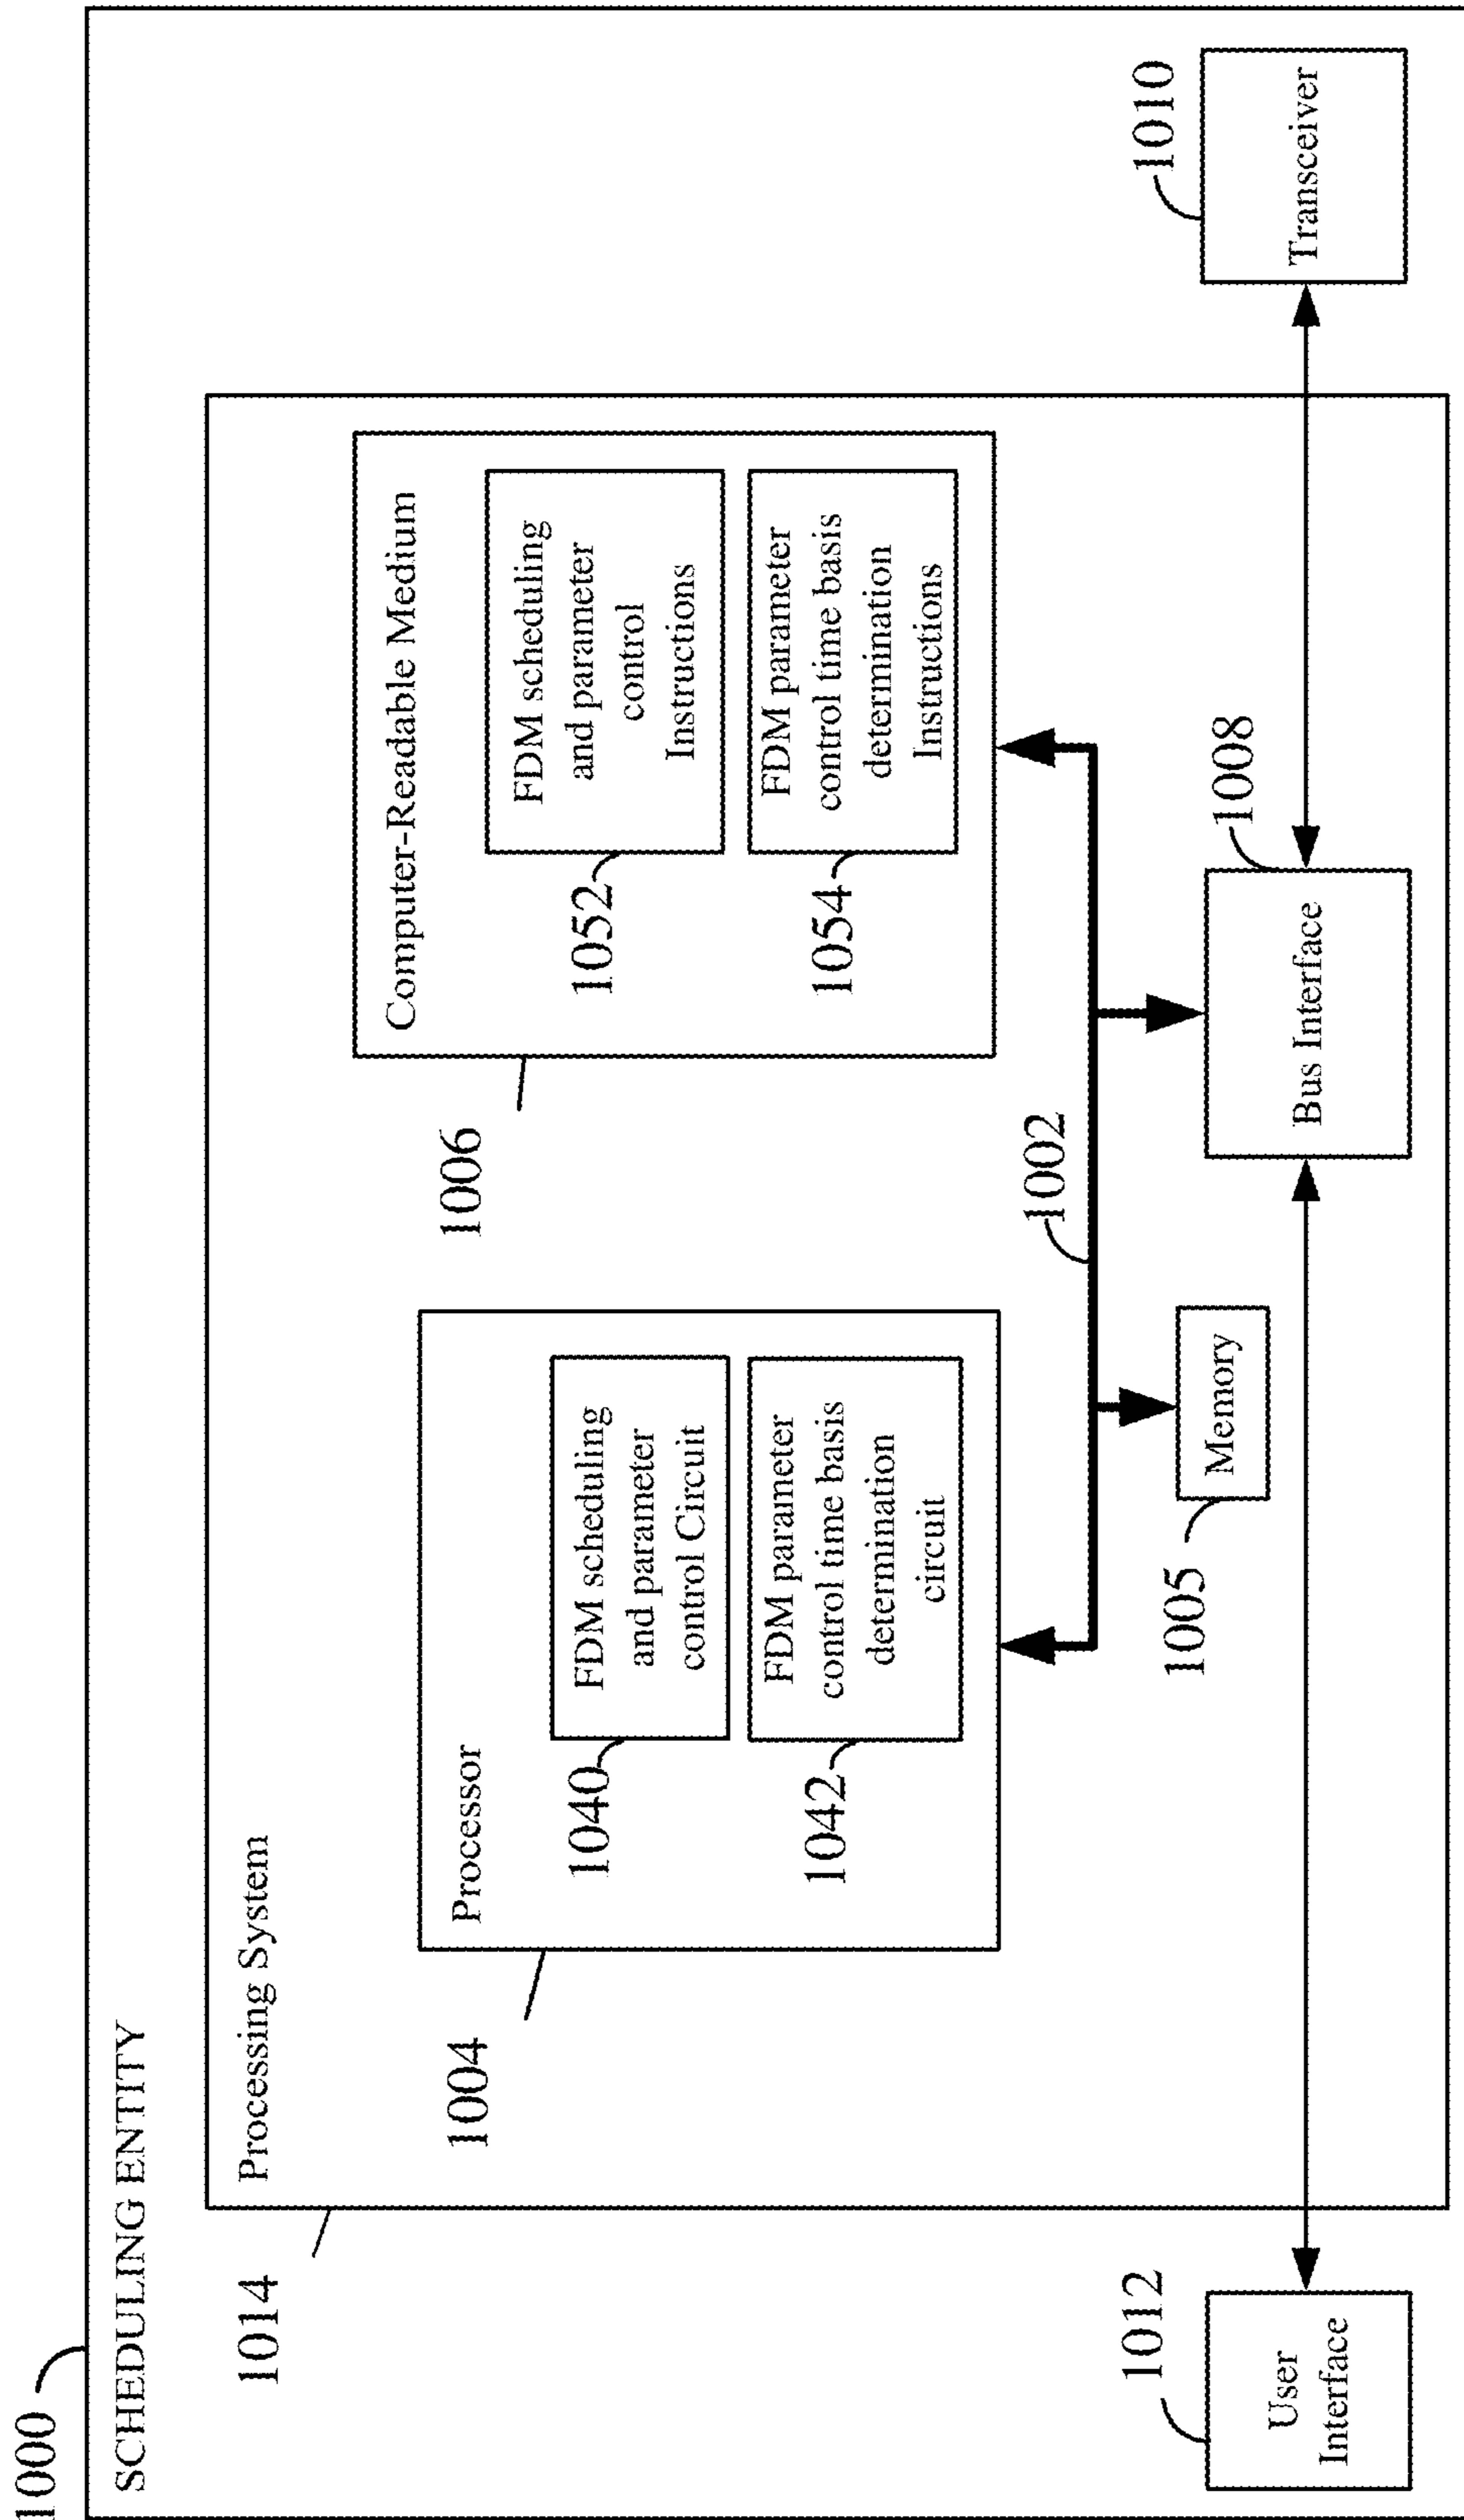 1000
SCHEDULING ENTITY
1014
Processing System
1004
Processor
1040
FDM scheduling
and parameter
control Circuit
1042
FDM parameter
control time basis
determination
circuit
1006
Computer-Readable Medium
1052
FDM scheduling
and parameter
control
Instructions
1054
FDM parameter
control time basis
determination
Instructions
1002
1005
Memory
1008
Bus Interface
1012
User
Interface
1010
Transceiver